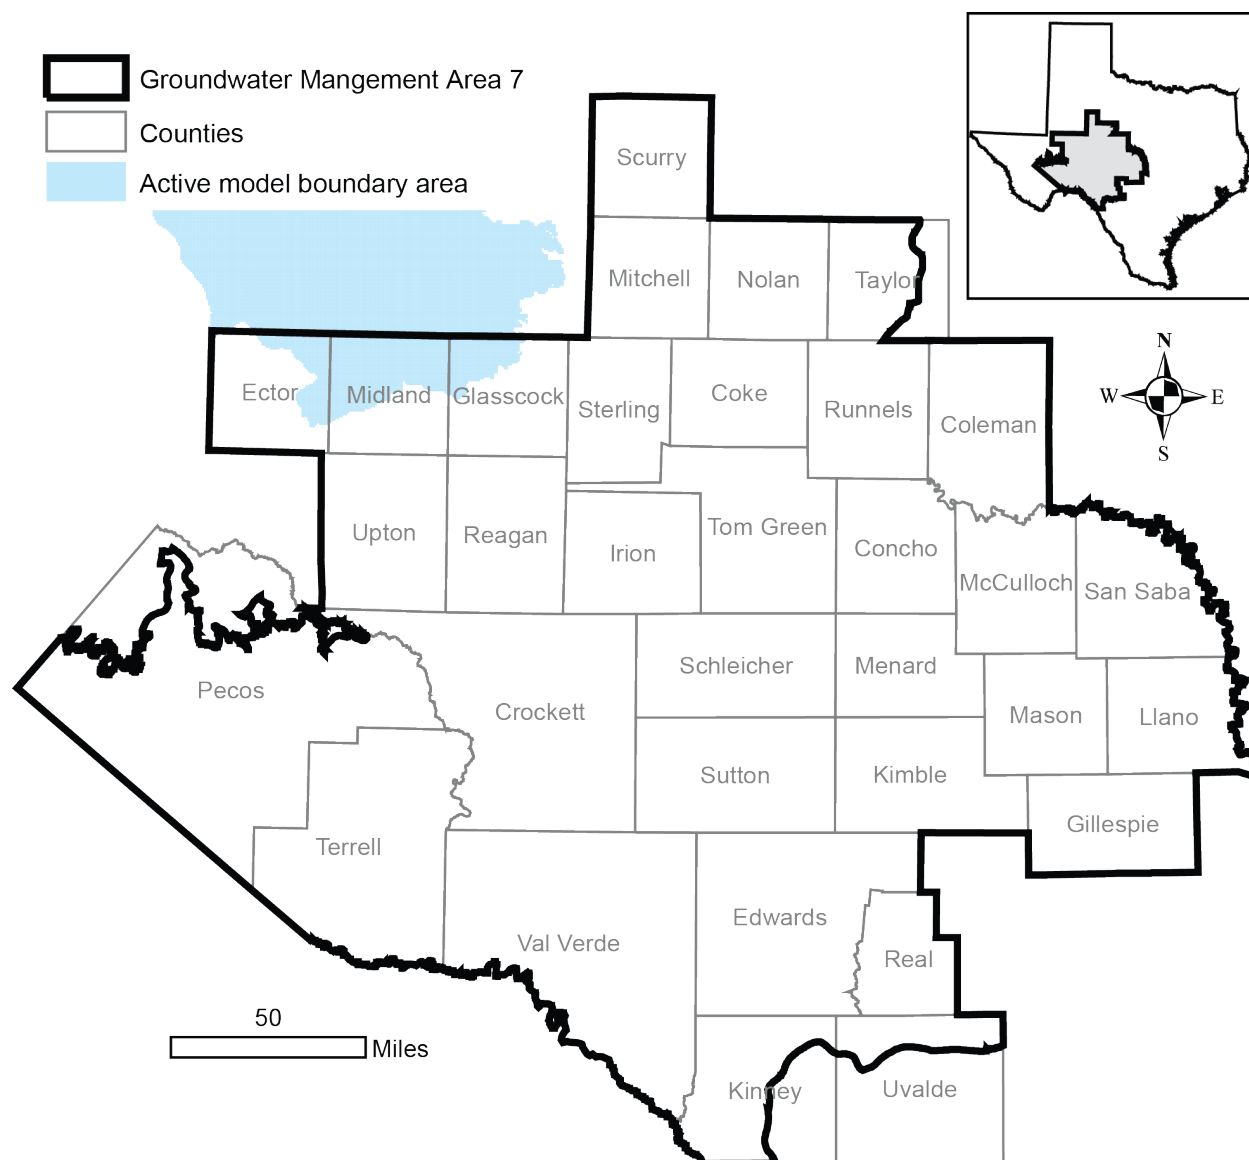 Groundwater Mangement Area 7
Counties
Active model boundary area
Scurry
Mitchell
Nolan
Taylor
N
W
E
S
Ector
Midland
Glasscock
Sterling
Coke
Runnels
Coleman
Upton
Reagan
Irion
Tom Green
Concho
McCulloch
San Saba
Pecos
Crockett
Schleicher
Menard
Mason
Llano
Sutton
Kimble
Gillespie
Terrell
Val Verde
Edwards
Real
50
Miles
Kinney
Uvalde